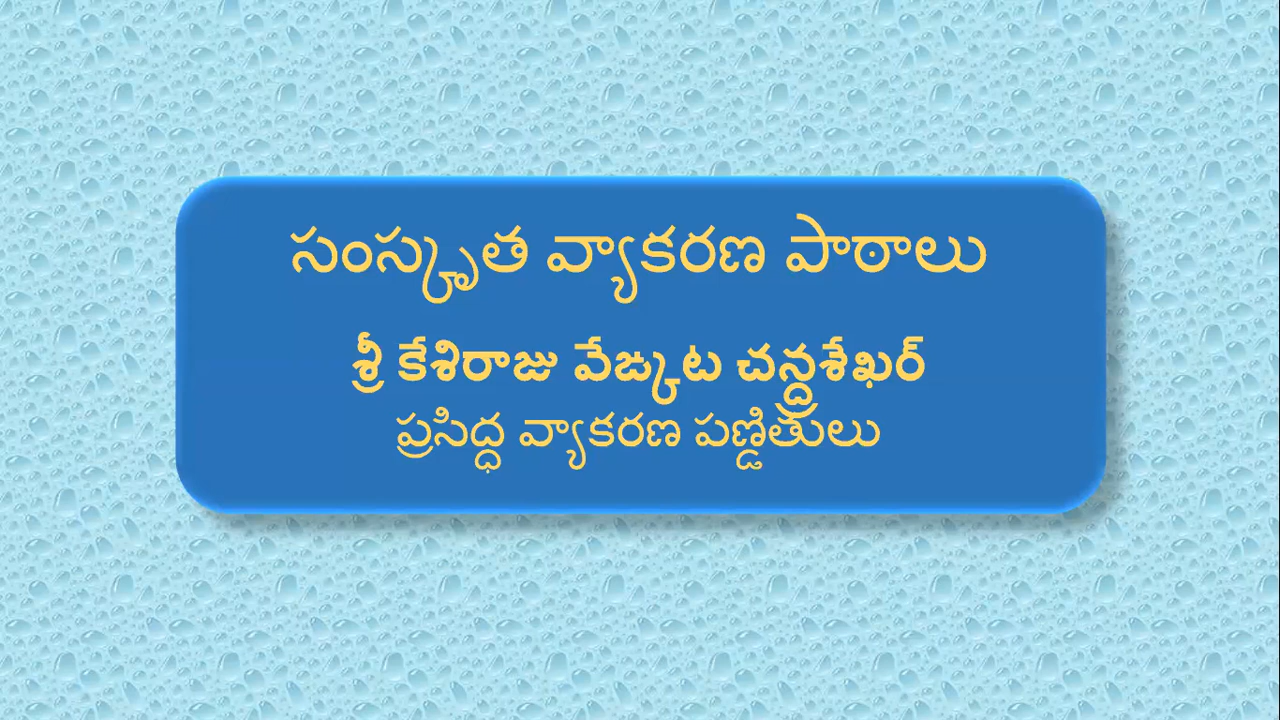 సంస్కృత వ్యాకరణ పాఠాలు
శ్రీ కేశిరాజు వేఙ్కట చన్ద్రశేఖర్
ప్రసిద్ధ వ్యాకరణ పణ్డితులు